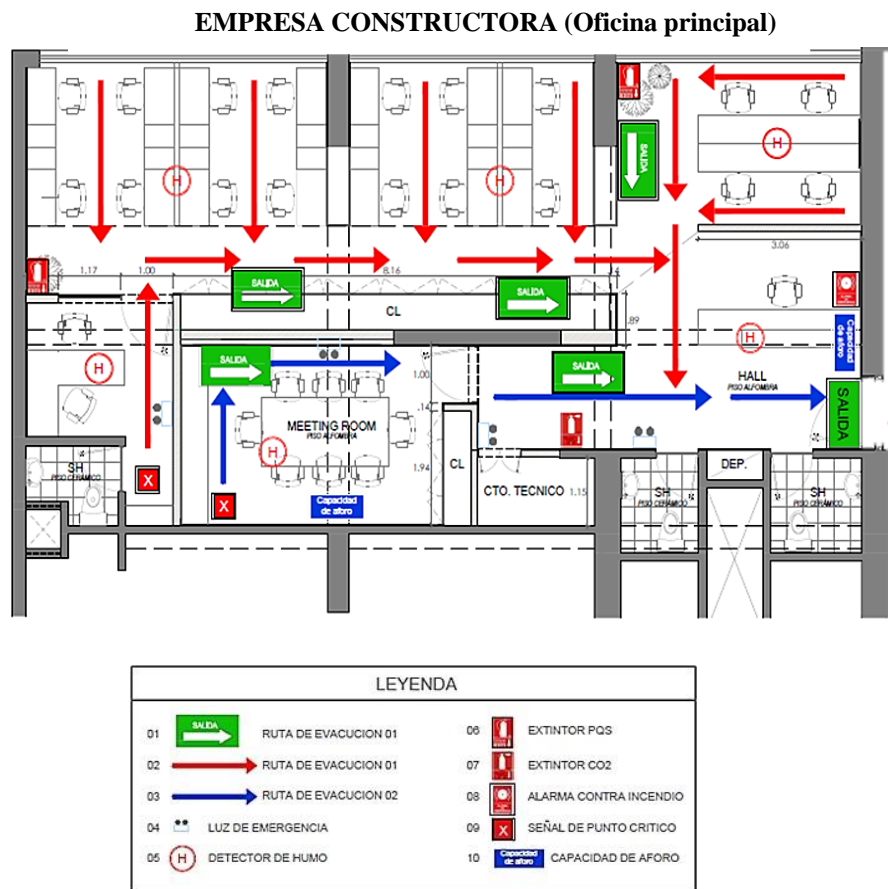 EMPRESA CONSTRUCTORA (Oficina principal)
H
H
H
SALIDA
1.17
1.00
8.16
3.06
SALIDA
SALIDA
CL
.89
H
Capacidad
de aforo
H
SALIDA
SALIDA
1.00
HALL
PISO ALFOMBRA
SALIDA
.14
MEETING ROOM
PISO ALFOMBRA
H
1.94
CL
CTO. TECNICO
1.15
SH
PISO CERÁMICO
X
X
Capacidad
de aforo
SH
PISO CERÁMICO
DEP.
SH
PISO CERÁMICO
LEYENDA
01 SALIDA RUTA DE EVACUCION 01
02 RUTA DE EVACUCION 01
03 RUTA DE EVACUCION 02
04 LUZ DE EMERGENCIA
05 H DETECTOR DE HUMO
06 EXTINTOR PQS
07 EXTINTOR CO2
08 ALARMA CONTRA INCENDIO
09 X SEÑAL DE PUNTO CRITICO
10 Capacidad de aforo CAPACIDAD DE AFORO